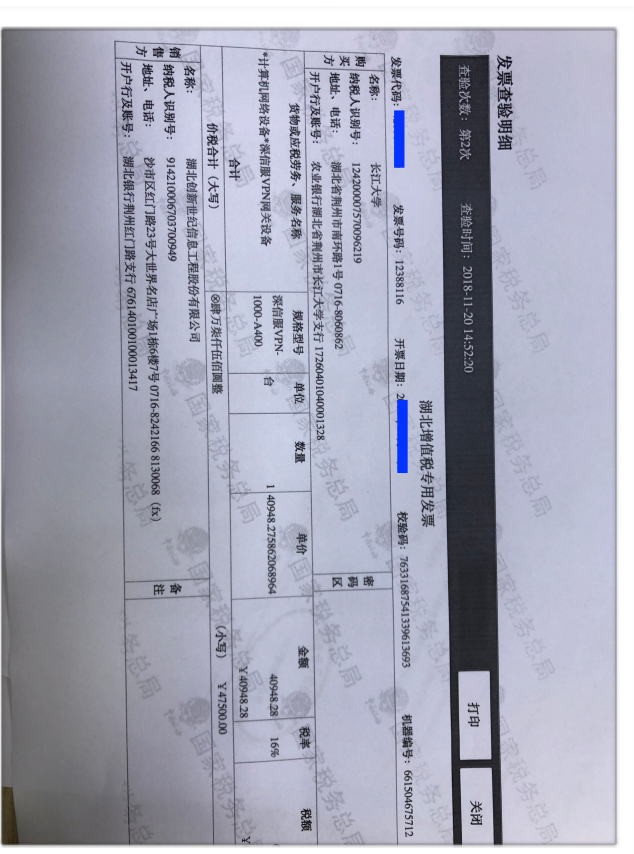 发票查验明细
查验次数：第2次 查验时间：2018-11-20 14:52:20 打印 关闭
湖北增值税专用发票
发票代码： 发票号码：12388116 开票日期：2 校验码：76331687541339613693 机器编号：661504675712
购买方
名称： 长江大学
纳税人识别号： 124200007570096219
地址、电话： 湖北省荆州市南环路1号 0716-8060862
开户行及账号： 农业银行湖北省荆州市长江大学支行 17260401040001328
密码区
货物或应税劳务、服务名称 规格型号 单位 数量 单价 金额 税率 税额
*计算机网络设备*深信服VPN网关设备 深信服VPN-1000-A400 台 1 40948.275862068964 40948.28 16%
合计 ￥40948.28 ￥
价税合计（大写） ⊗肆万柒仟伍佰圆整 （小写） ￥47500.00
销售方
名称： 湖北创新世纪信息工程股份有限公司
纳税人识别号： 914210006703700949
地址、电话： 沙市区红门路23号大世界名店广场1栋6楼7号 0716-8242166 8130068（fx）
开户行及账号： 湖北银行荆州红门路支行 676140100100013417
备注
国家税务总局